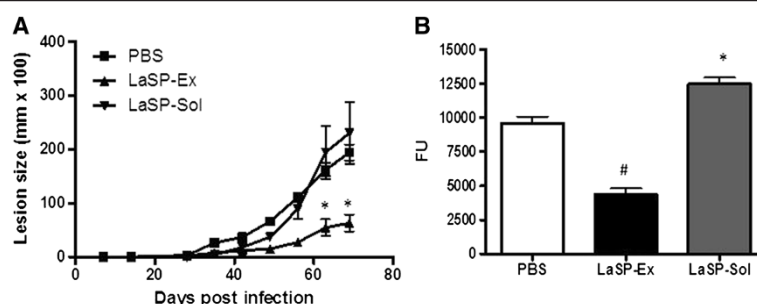 A
Lesion size (mm x 100)
400
300
200
100
0
PBS
LaSP-Ex
LaSP-Sol
* *
0 20 40 60 80
Days post infection
B
FU
15000
12500
10000
7500
5000
2500
0
#
*
PBS LaSP-Ex LaSP-Sol